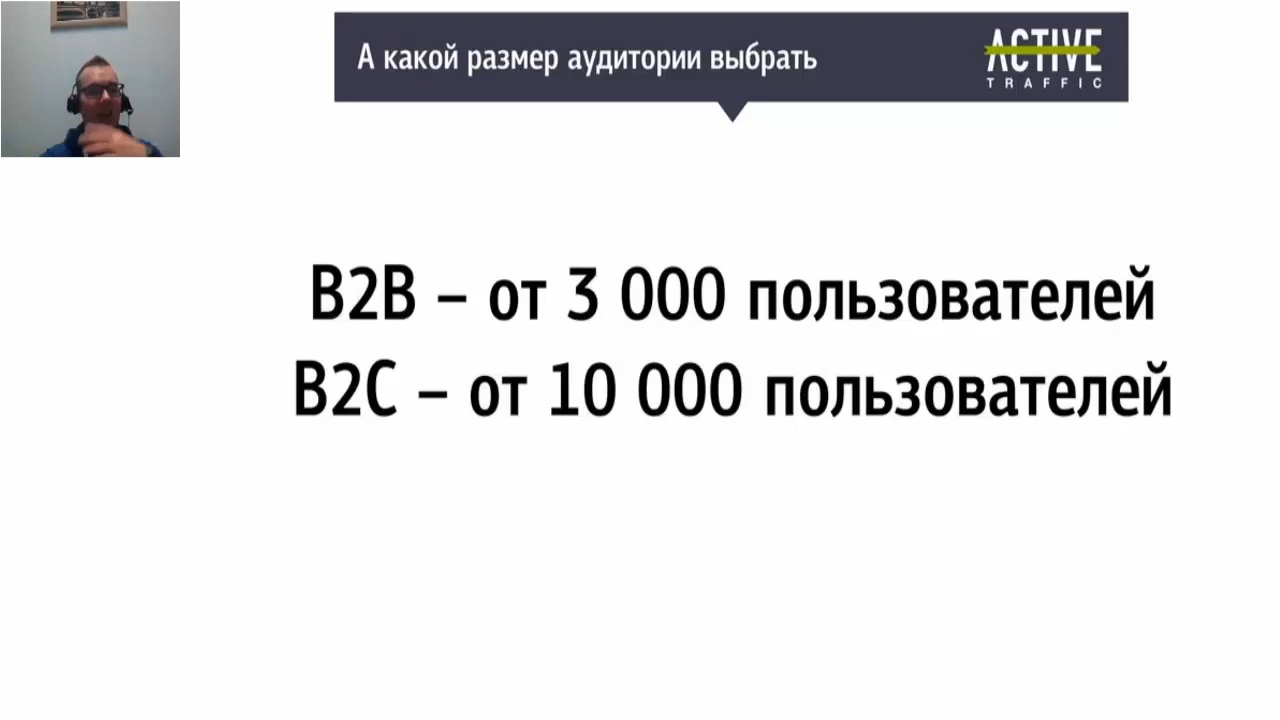 А какой размер аудитории выбрать
ACTIVE
TRAFFIC
B2B – от 3 000 пользователей
B2C – от 10 000 пользователей